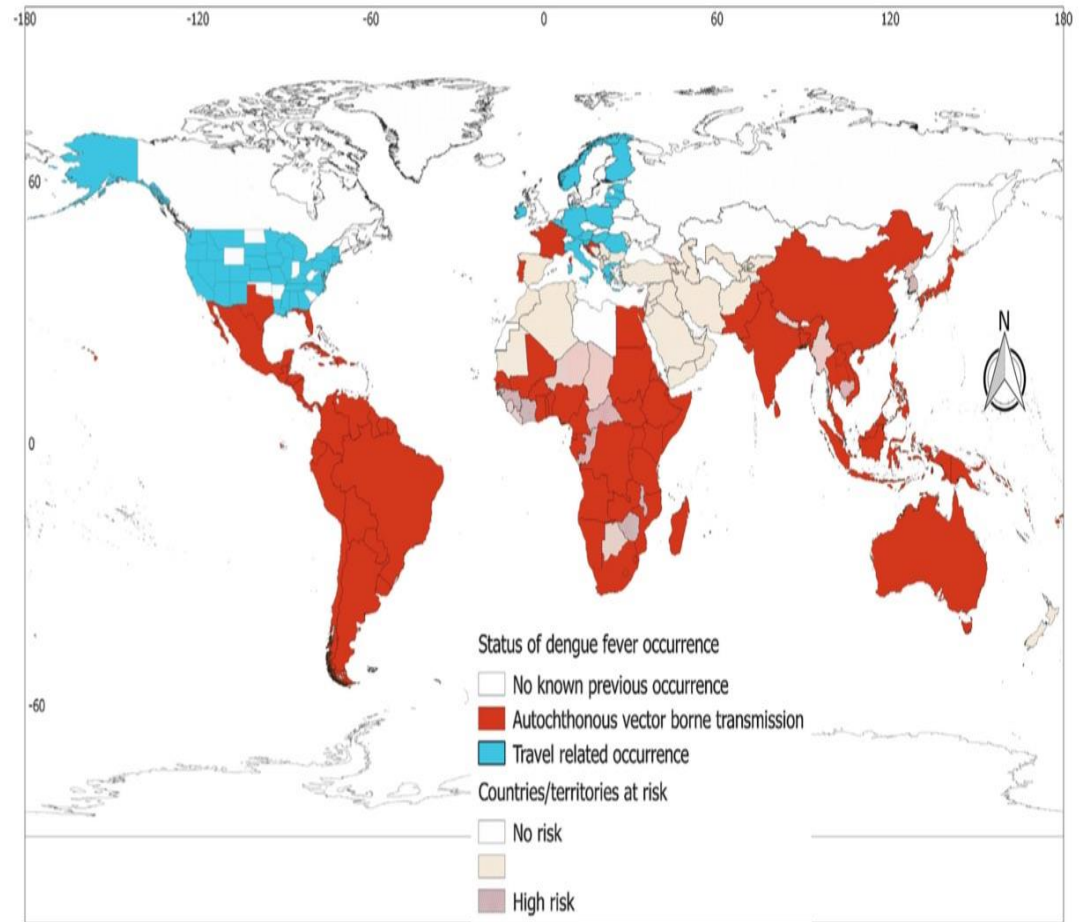 -180 -120 -60 0 60 120 180
60
0
-60
N
Status of dengue fever occurrence
No known previous occurrence
Autochthonous vector borne transmission
Travel related occurrence
Countries/territories at risk
No risk
High risk